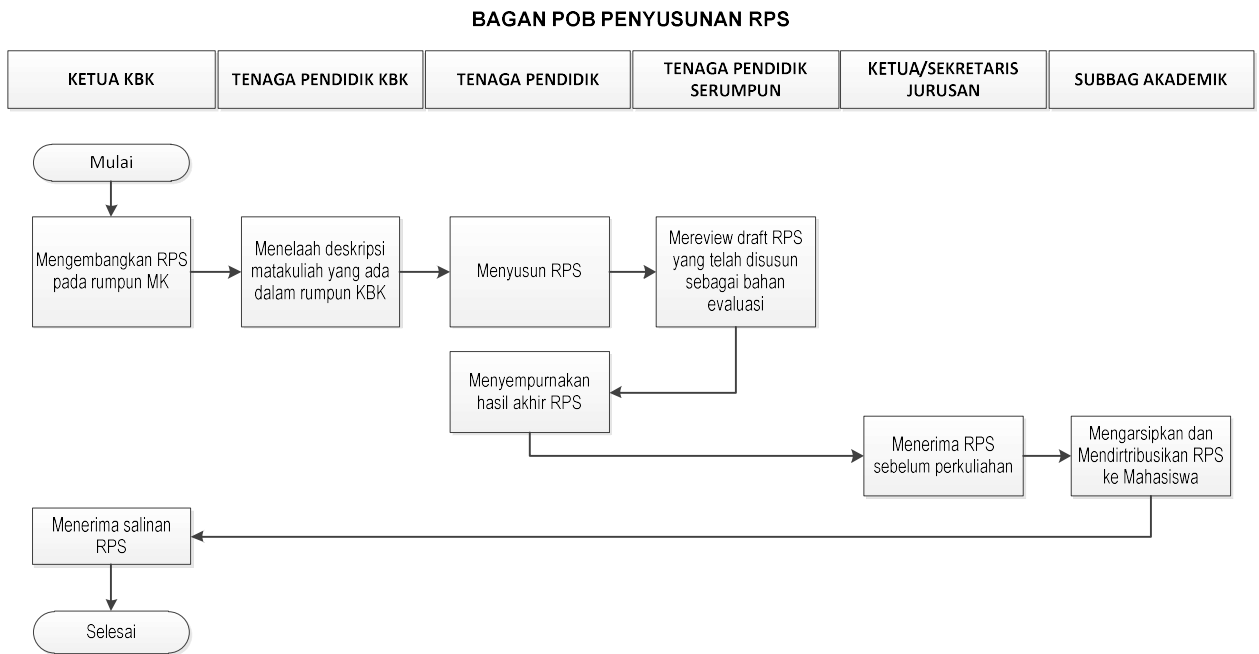 BAGAN POB PENYUSUNAN RPS
KETUA KBK
TENAGA PENDIDIK KBK
TENAGA PENDIDIK
TENAGA PENDIDIK
SERUMPUN
KETUA/SEKRETARIS
JURUSAN
SUBBAG AKADEMIK
Mulai
Mengembangkan RPS
pada rumpun MK
Menelaah deskripsi
matakuliah yang ada
dalam rumpun KBK
Menyusun RPS
Mereview draft RPS
yang telah disusun
sebagai bahan
evaluasi
Menyempurnakan
hasil akhir RPS
Menerima RPS
sebelum perkuliahan
Mengarsipkan dan
Mendirtribusikan RPS
ke Mahasiswa
Menerima salinan
RPS
Selesai